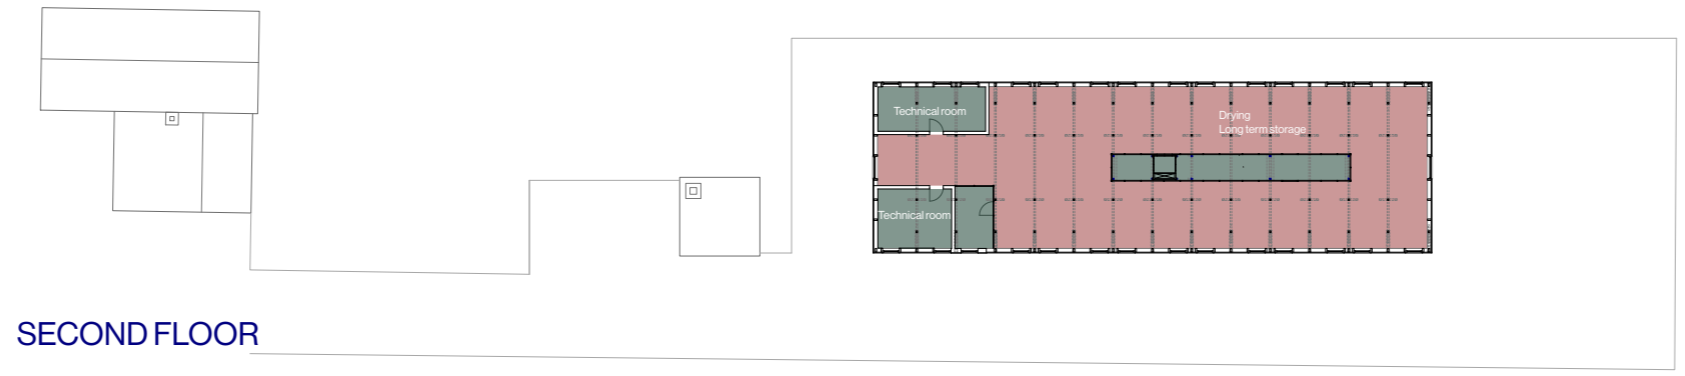 Technical room
Drying
Long term storage
Technical room
SECOND FLOOR